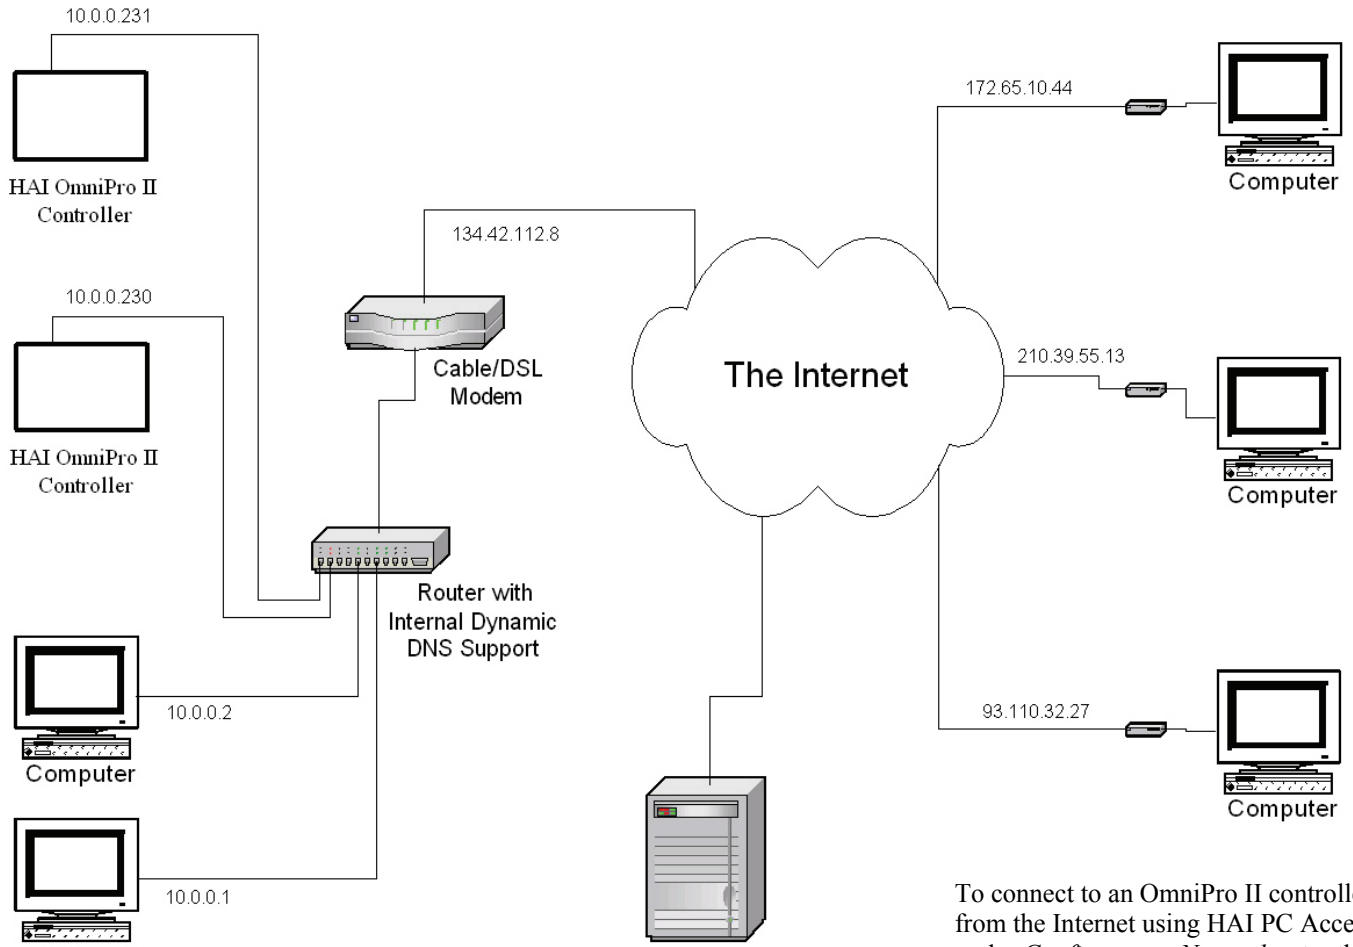 10.0.0.231
HAI OmniPro II
Controller
10.0.0.230
HAI OmniPro II
Controller
134.42.112.8
Cable/DSL
Modem
Router with
Internal Dynamic
DNS Support
10.0.0.2
Computer
10.0.0.1
The Internet
172.65.10.44
Computer
210.39.55.13
Computer
93.110.32.27
Computer
To connect to an OmniPro II
from the Internet using HAI PC